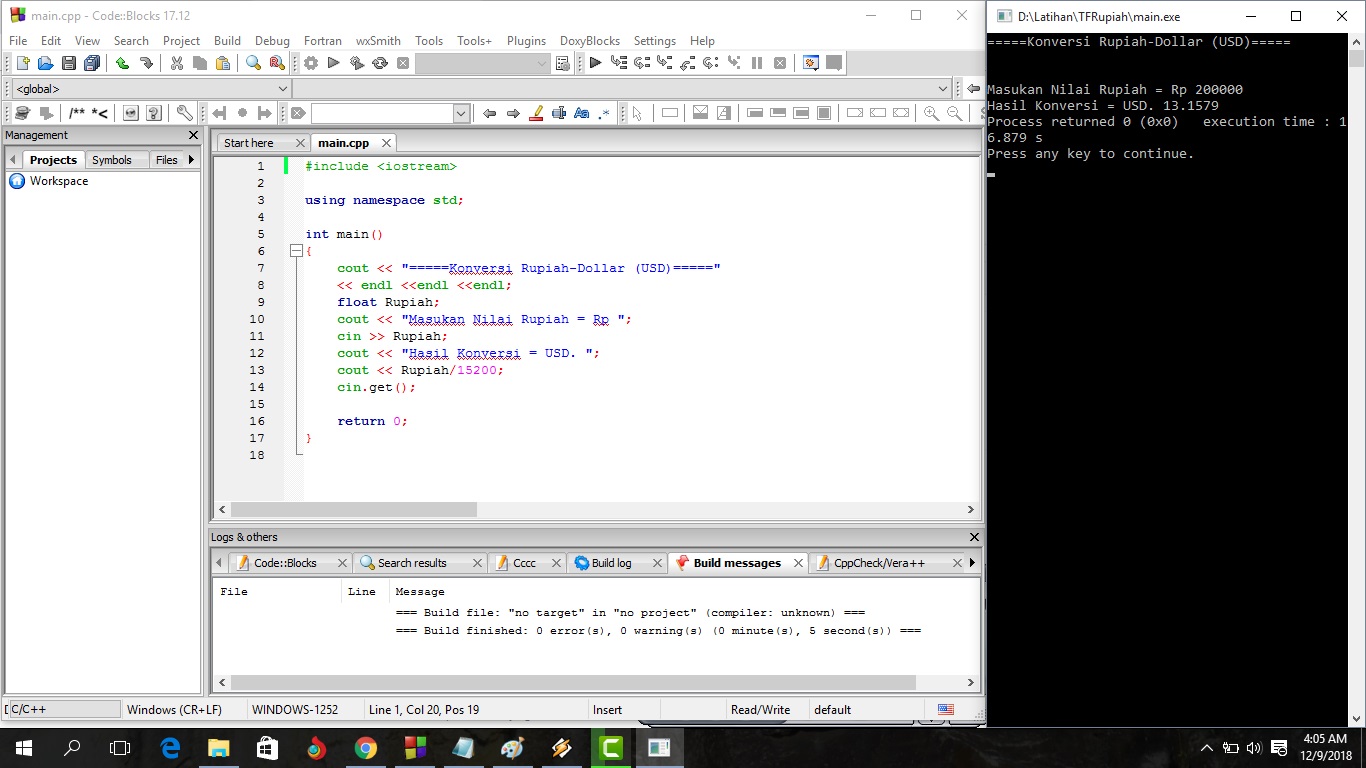 main.cpp - Code::Blocks 17.12
File Edit View Search Project Build Debug Fortran wxSmith Tools Tools+ Plugins DoxyBlocks Settings Help
<global>
/** *<
Aa .*
Management
Projects Symbols Files
Workspace
Start here main.cpp
1 #include <iostream>
2
3 using namespace std;
4
5 int main()
6 {
7 cout << "=====Konversi Rupiah-Dollar (USD)====="
8 << endl <<endl <<endl;
9 float Rupiah;
10 cout << "Masukan Nilai Rupiah = Rp ";
11 cin >> Rupiah;
12 cout << "Hasil Konversi = USD. ";
13 cout << Rupiah/15200;
14 cin.get();
15
16 return 0;
17 }
18
Logs & others
Code::Blocks Search results Cccc Build log Build messages CppCheck/Vera++
File Line Message
=== Build file: "no target" in "no project" (compiler: unknown) ===
=== Build finished: 0 error(s), 0 warning(s) (0 minute(s), 5 second(s)) ===
C/C++ Windows (CR+LF) WINDOWS-1252 Line 1, Col 20, Pos 19 Insert Read/Write default
D:\Latihan\TFRupiah\main.exe
=====Konversi Rupiah-Dollar (USD)=====
Masukan Nilai Rupiah = Rp 200000
Hasil Konversi = USD. 13.1579
Process returned 0 (0x0) execution time : 1
6.879 s
Press any key to continue.
4:05 AM
12/9/2018